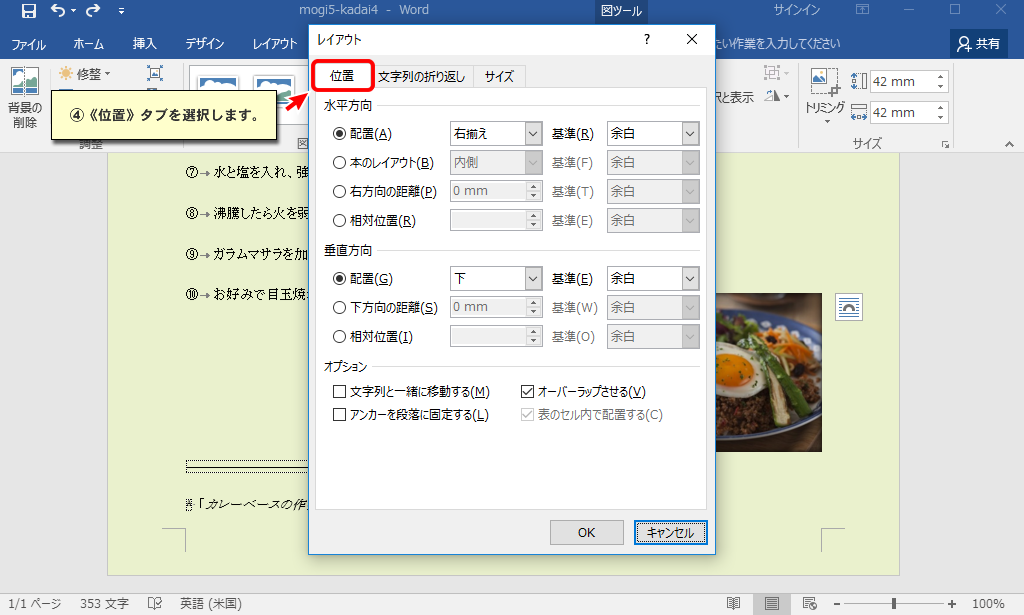 mogi5-kadai4 - Word
図ツール
サインイン
ファイル
ホーム
挿入
デザイン
レイアウト
たい作業を入力してください
共有
修整
背景の
削除
調整
図
択と表示
トリミング
42 mm
42 mm
サイズ
④《位置》タブを選択します。
レイアウト
?
位置
文字列の折り返し
サイズ
水平方向
配置(A) 右揃え 基準(R) 余白
本のレイアウト(B) 内側 基準(F) 余白
右方向の距離(P) 0 mm 基準(T) 余白
相対位置(R) 基準(E) 余白
垂直方向
配置(G) 下 基準(E) 余白
下方向の距離(S) 0 mm 基準(W) 余白
相対位置(I) 基準(O) 余白
オプション
文字列と一緒に移動する(M) オーバーラップさせる(V)
アンカーを段落に固定する(L) 表のセル内で配置する(C)
OK
キャンセル
⑦→水と塩を入れ、強
⑧→沸騰したら火を弱
⑨→ガラムマサラを加
⑩→お好みで目玉焼
「カレーベースの作
1/1 ページ 353 文字 英語 (米国) 100%